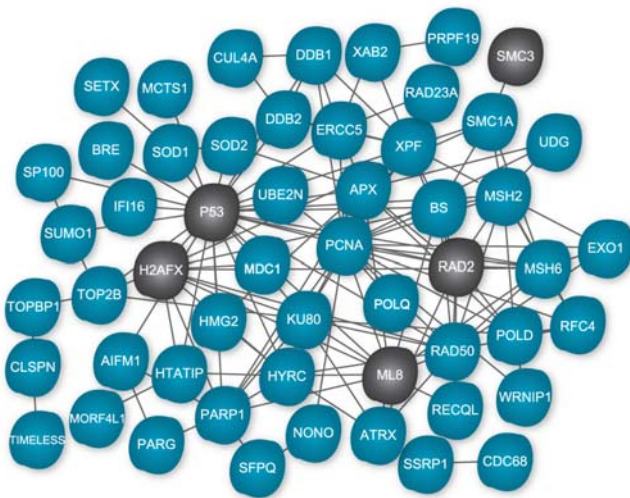 PRPF19
CUL4A
DDB1
XAB2
SMC3
SETX
MCTS1
RAD23A
DDB2
ERCC5
SMC1A
BRE
SOD1
SOD2
XPF
UDG
SP100
IFI16
P53
UBE2N
APX
BS
MSH2
SUMO1
PCNA
H2AFX
MDC1
RAD2
MSH6
EXO1
TOPBP1
TOP2B
HMG2
KU80
POLQ
POLD
RFC4
CLSPN
AIFM1
HTATIP
HYRC
ML8
RAD50
WRNIP1
MORF4L1
PARP1
RECQL
TIMELESS
PARG
NONO
ATRX
SFPQ
SSRP1
CDC68